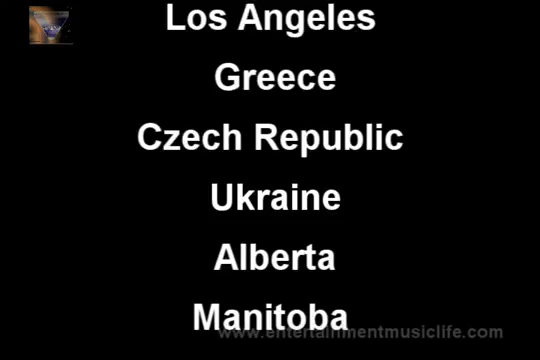 Los Angeles
Greece
Czech Republic
Ukraine
Alberta
Manitoba
www.entertainmentmusiclife.com